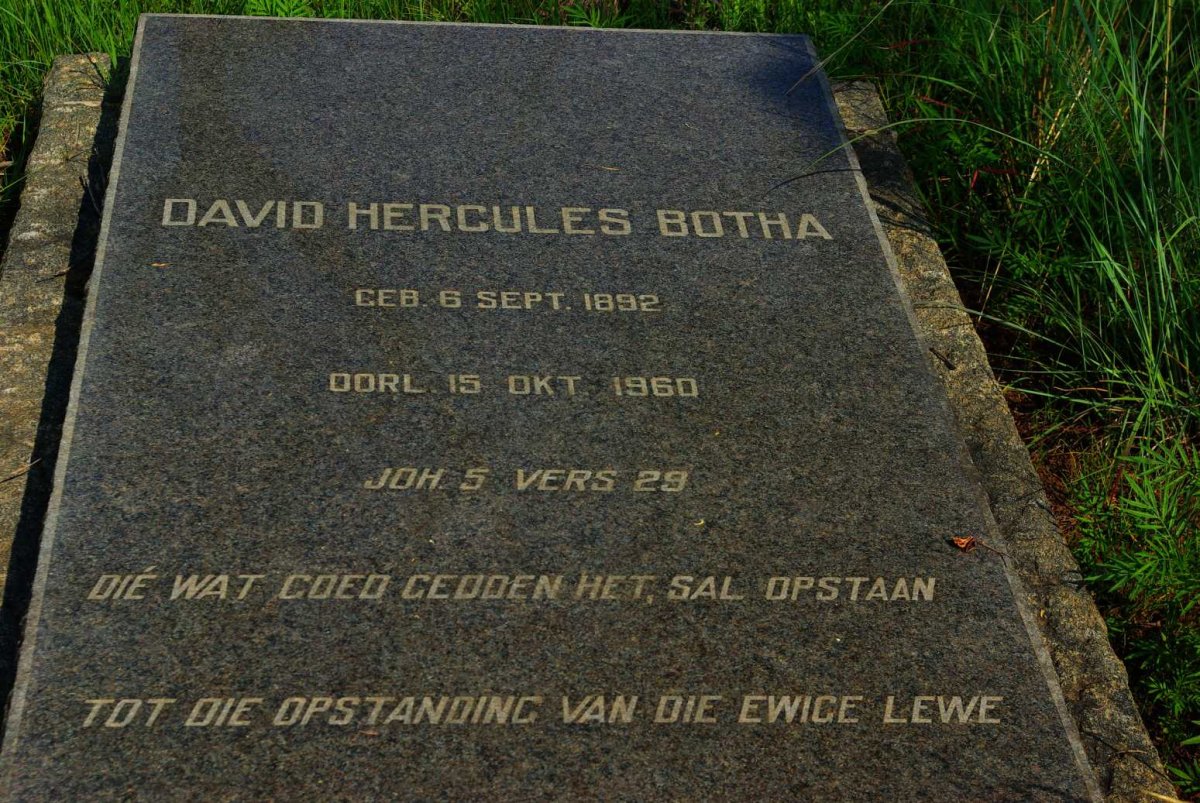 DAVID HERCULES BOTHA
GEB. 6 SEPT. 1892
OORL. 15 OKT. 1960
JOH. 5 VERS 29
DIÉ WAT GOED GEDOEN HET, SAL OPSTAAN
TOT DIE OPSTANDING VAN DIE EWIGE LEWE